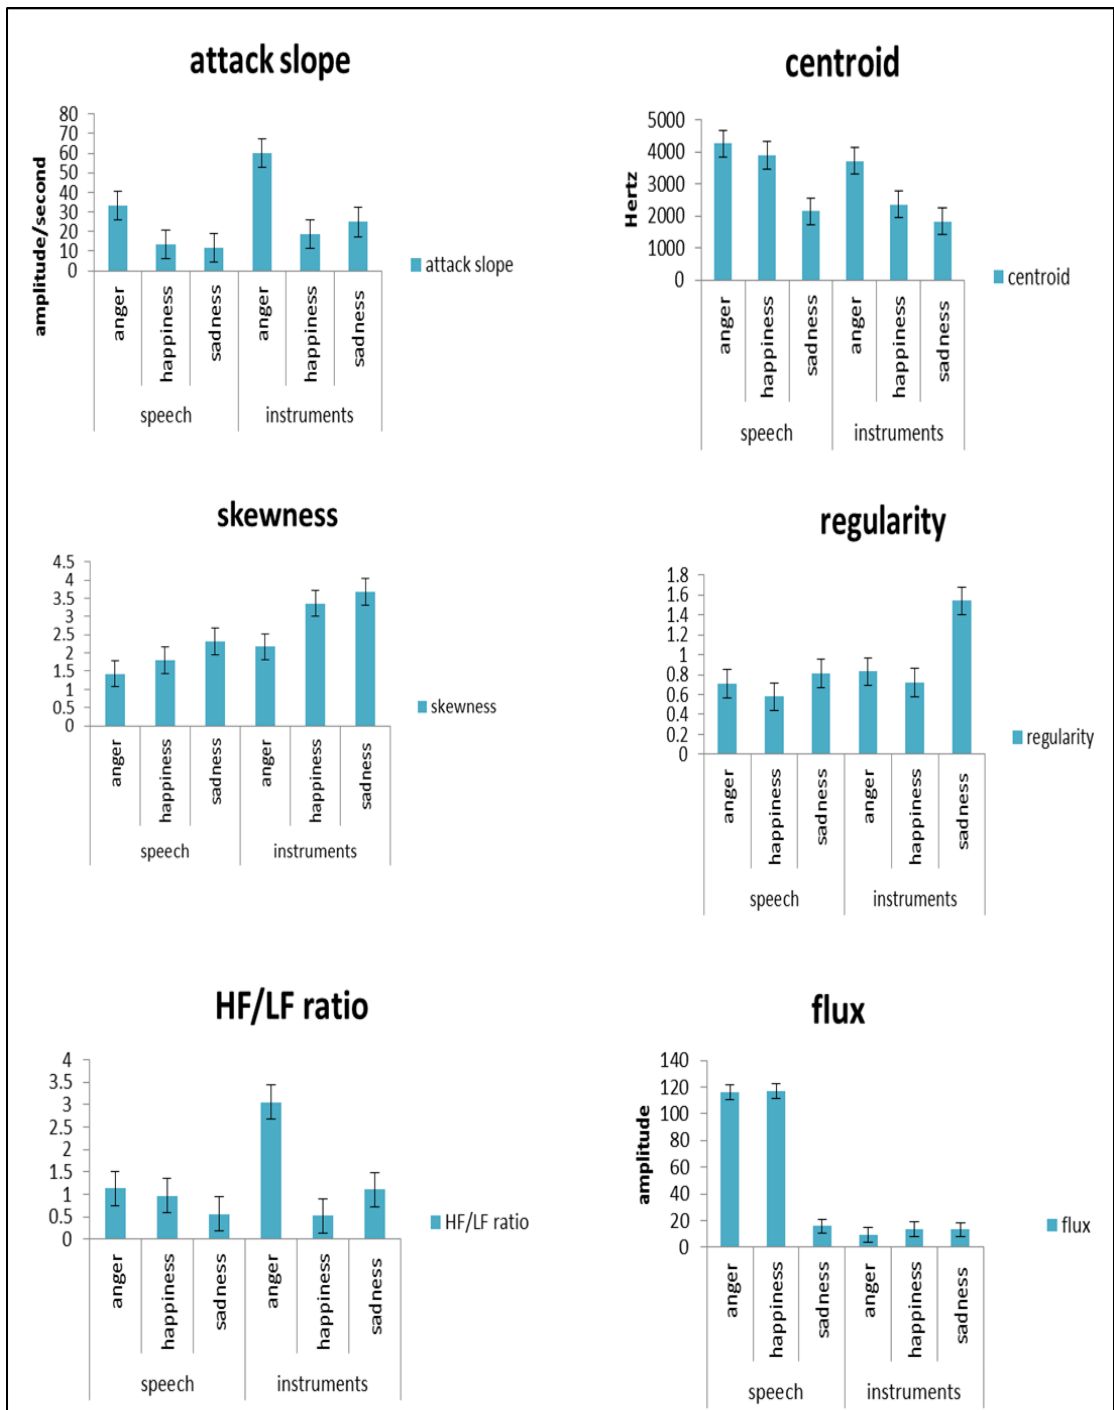 attack slope
80
70
60
50
40
30
20
10
0
amplitude/second
anger
happiness
sadness
anger
happiness
sadness
speech
instruments
attack slope
centroid
5000
4000
3000
2000
1000
0
Hertz
anger
happiness
sadness
anger
happiness
sadness
speech
instruments
centroid
skewness
4.5
4
3.5
3
2.5
2
1.5
1
0.5
0
anger
happiness
sadness
anger
happiness
sadness
speech
instruments
skewness
regularity
1.8
1.6
1.4
1.2
1
0.8
0.6
0.4
0.2
0
anger
happiness
sadness
anger
happiness
sadness
speech
instruments
regularity
HF/LF ratio
4
3.5
3
2.5
2
1.5
1
0.5
0
anger
happiness
sadness
anger
happiness
sadness
speech
instruments
HF/LF ratio
flux
140
120
100
80
60
40
20
0
amplitude
anger
happiness
sadness
anger
happiness
sadness
speech
instruments
flux